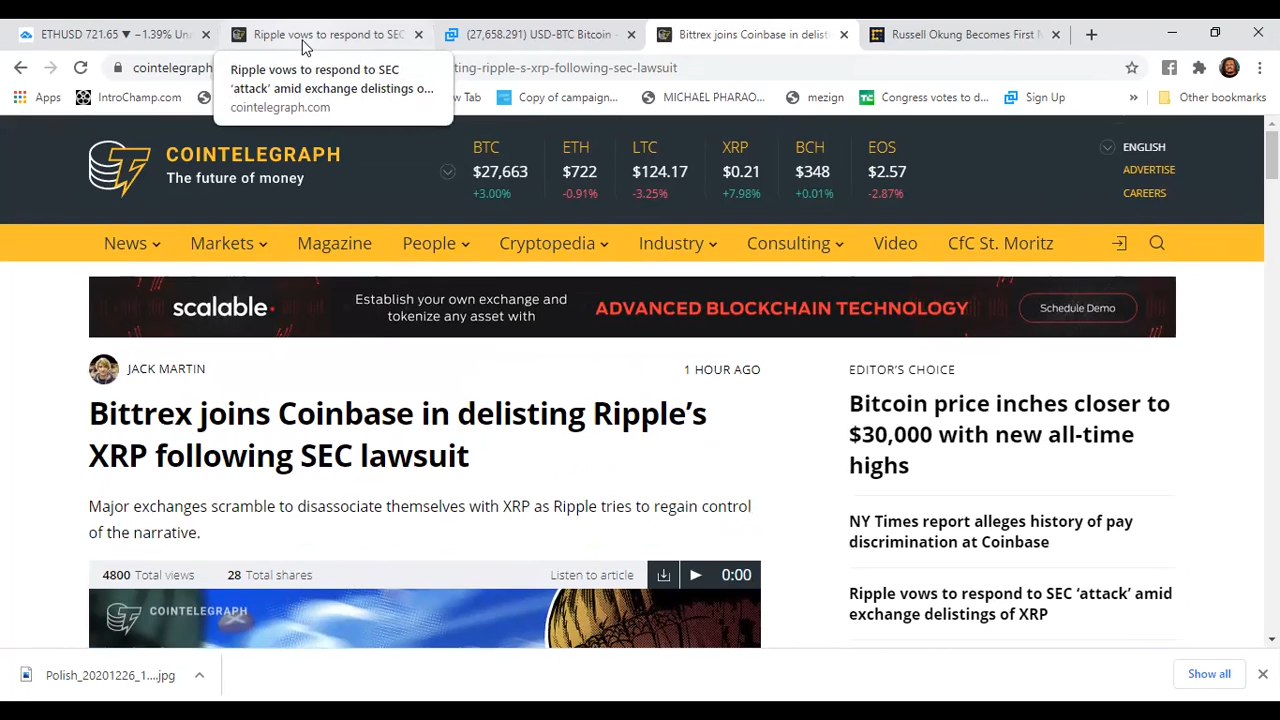 ETHUSD 721.65 ▼ −1.39% Un
Ripple vows to respond to SEC
(27,658.291) USD-BTC Bitcoin -
Bittrex joins Coinbase in delist
Russell Okung Becomes First N
cointelegraph
ting-ripple-s-xrp-following-sec-lawsuit
Ripple vows to respond to SEC
'attack' amid exchange delistings o...
cointelegraph.com
Apps
IntroChamp.com
w Tab
Copy of campaign...
MICHAEL PHARAO...
mezign
Congress votes to d...
Sign Up
»
Other bookmarks
COINTELEGRAPH
The future of money
BTC ETH LTC XRP BCH EOS
$27,663 $722 $124.17 $0.21 $348 $2.57
+3.00% -0.91% -3.25% +7.98% +0.01% -2.87%
ENGLISH
ADVERTISE
CAREERS
News Markets Magazine People Cryptopedia Industry Consulting Video CfC St. Moritz
scalable
Establish your own exchange and
tokenize any asset with
ADVANCED BLOCKCHAIN TECHNOLOGY
Schedule Demo
JACK MARTIN
1 HOUR AGO
Bittrex joins Coinbase in delisting Ripple's
XRP following SEC lawsuit
Major exchanges scramble to disassociate themselves with XRP as Ripple tries to regain control
of the narrative.
4800 Total views 28 Total shares Listen to article 0:00
COINTELEGRAPH
EDITOR'S CHOICE
Bitcoin price inches closer to
$30,000 with new all-time
highs
NY Times report alleges history of pay
discrimination at Coinbase
Ripple vows to respond to SEC 'attack' amid
exchange delistings of XRP
Polish_20201226_1....jpg
Show all